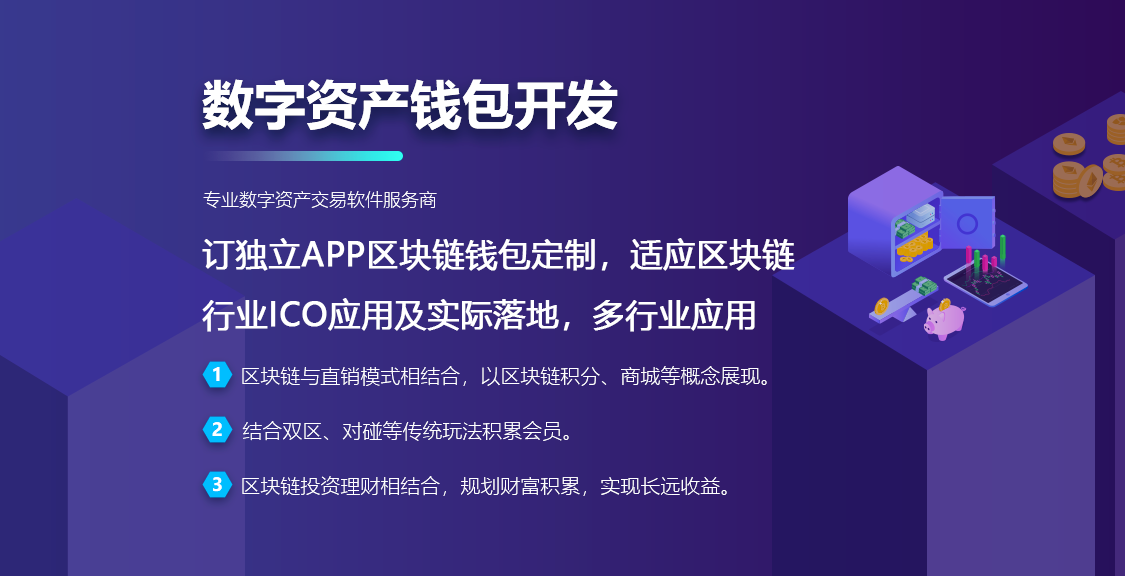 数字资产钱包开发
专业数字资产交易软件服务商
订独立APP区块链钱包定制，适应区块链
行业ICO应用及实际落地，多行业应用
1 区块链与直销模式相结合，以区块链积分、商城等概念展现。
2 结合双区、对碰等传统玩法积累会员。
3 区块链投资理财相结合，规划财富积累，实现长远收益。